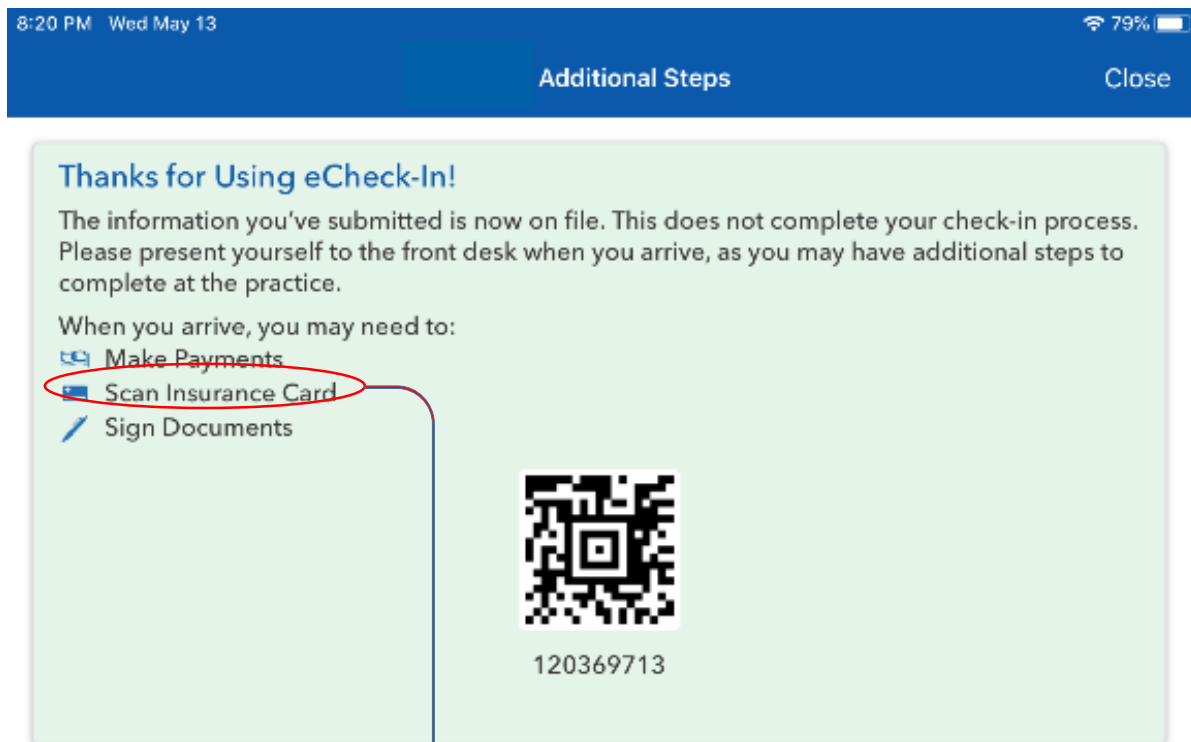 8:20 PM Wed May 13 79%
Additional Steps Close
Thanks for Using eCheck-In!
The information you've submitted is now on file. This does not complete your check-in process.
Please present yourself to the front desk when you arrive, as you may have additional steps to
complete at the practice.
When you arrive, you may need to:
Make Payments
Scan Insurance Card
Sign Documents
120369713